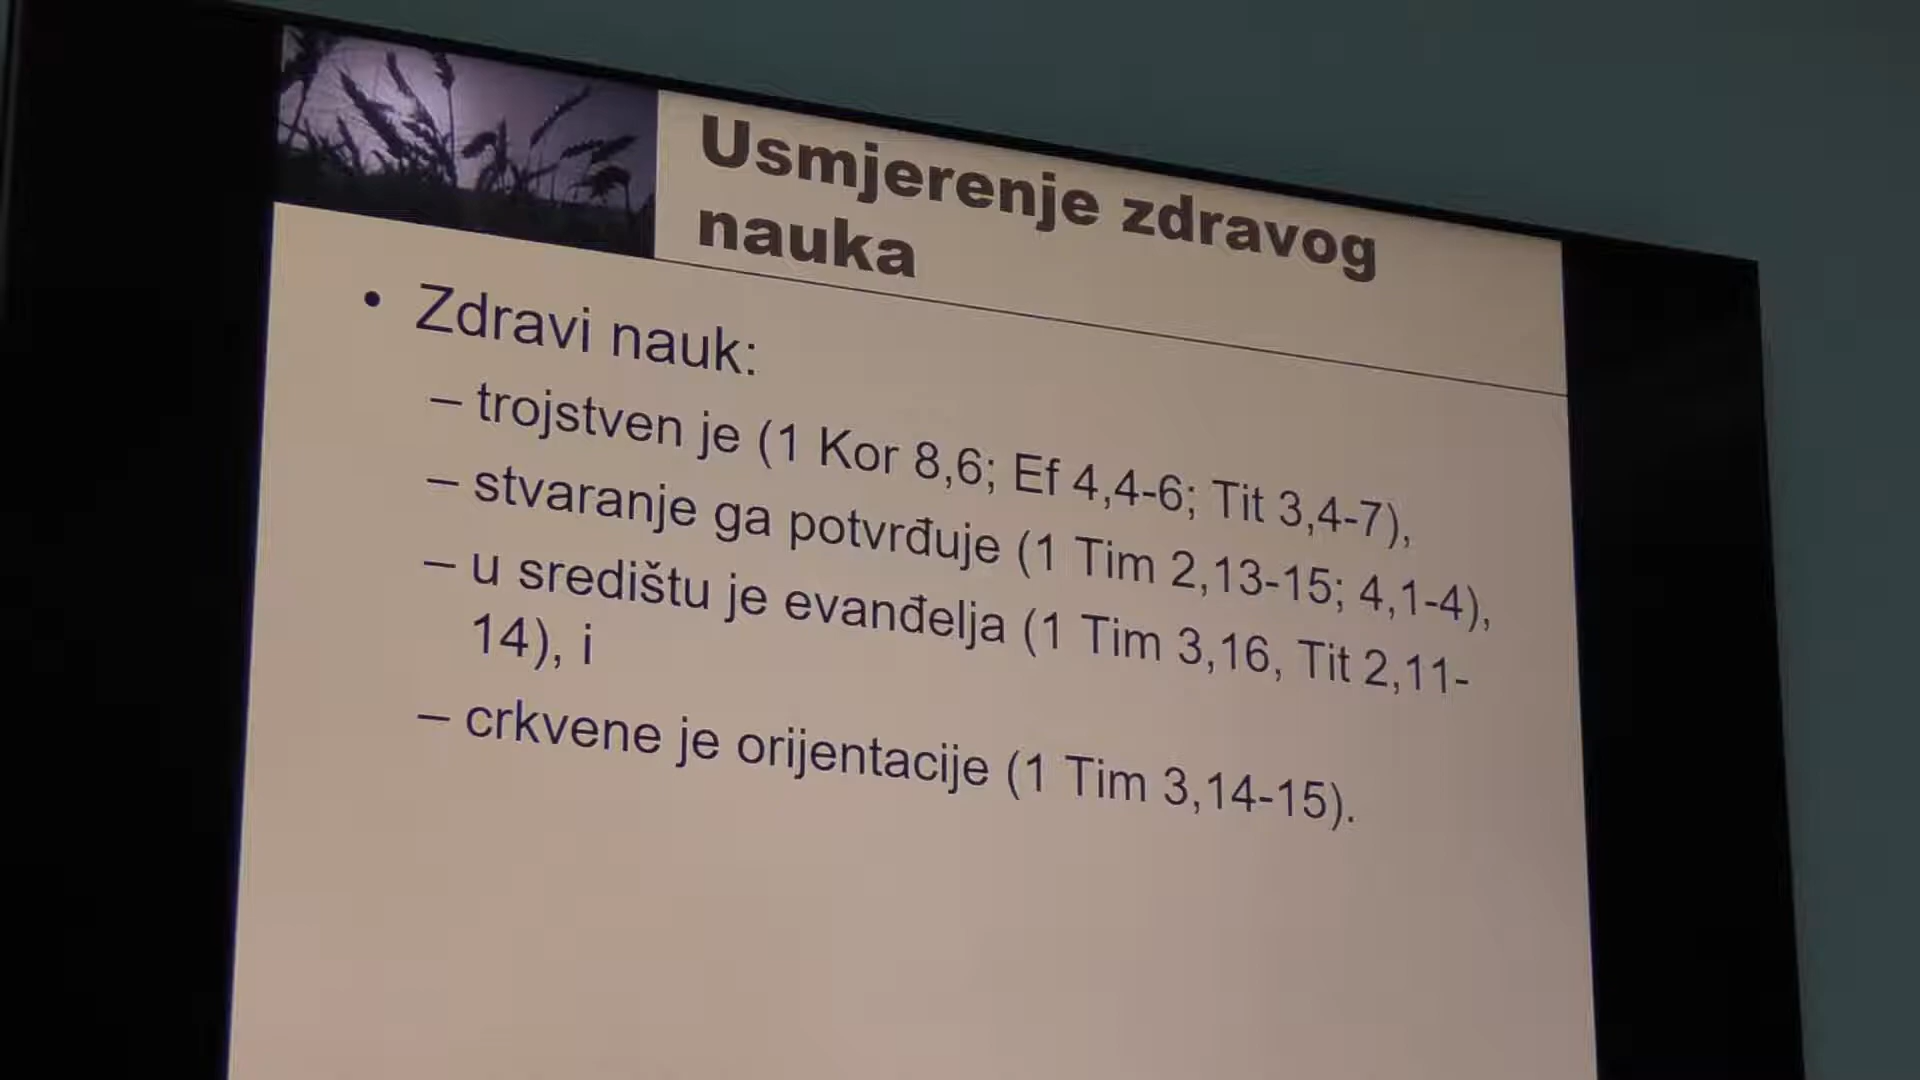 Usmjerenje zdravog
nauka
• Zdravi nauk:
– trojstven je (1 Kor 8,6; Ef 4,4-6; Tit 3,4-7),
– stvaranje ga potvrđuje (1 Tim 2,13-15; 4,1-4),
– u središtu je evanđelja (1 Tim 3,16, Tit 2,11-
14), i
– crkvene je orijentacije (1 Tim 3,14-15).